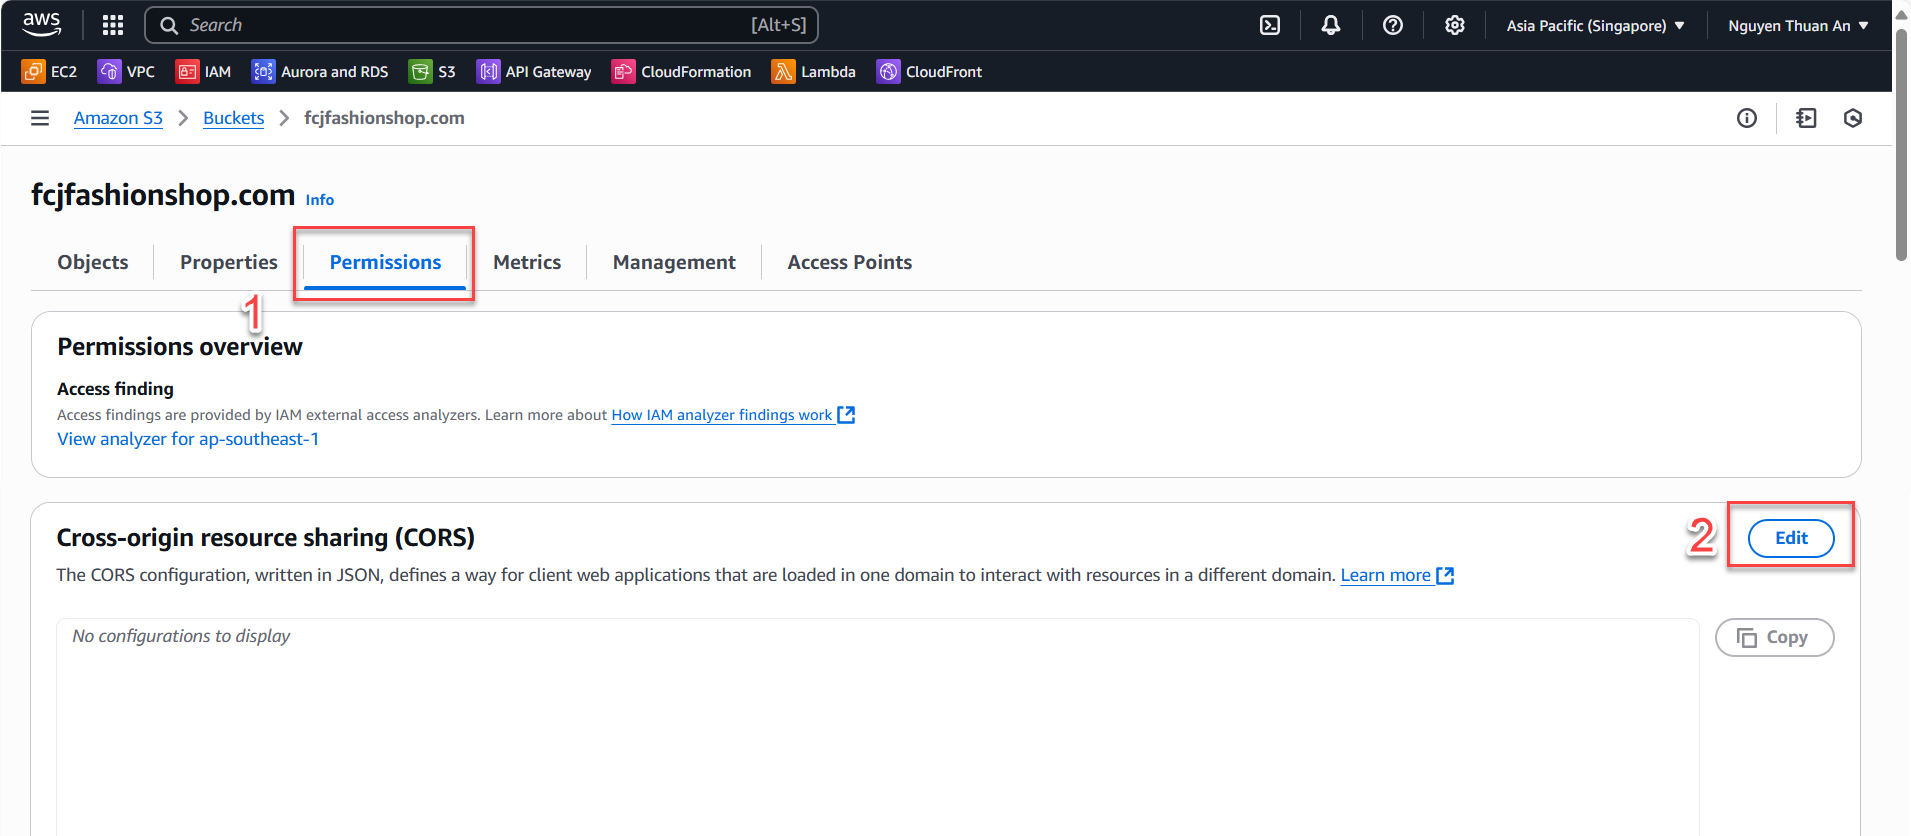 aws Search [Alt+S] Asia Pacific (Singapore) Nguyen Thuan An
EC2 VPC IAM Aurora and RDS S3 API Gateway CloudFormation Lambda CloudFront
Amazon S3 Buckets fcjfashionshop.com
fcjfashionshop.com Info
Objects Properties Permissions Metrics Management Access Points
1
Permissions overview
Access finding
Access findings are provided by IAM external access analyzers. Learn more about How IAM analyzer findings work
View analyzer for ap-southeast-1
Cross-origin resource sharing (CORS) 2 Edit
The CORS configuration, written in JSON, defines a way for client web applications that are loaded in one domain to interact with resources in a different domain. Learn more
No configurations to display Copy